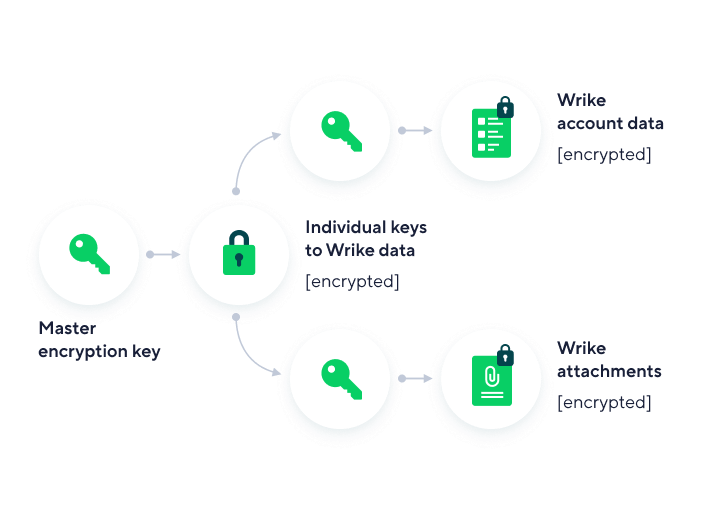 Wrike
account data
[encrypted]
Individual keys
to Wrike data
[encrypted]
Master
encryption key
Wrike
attachments
[encrypted]